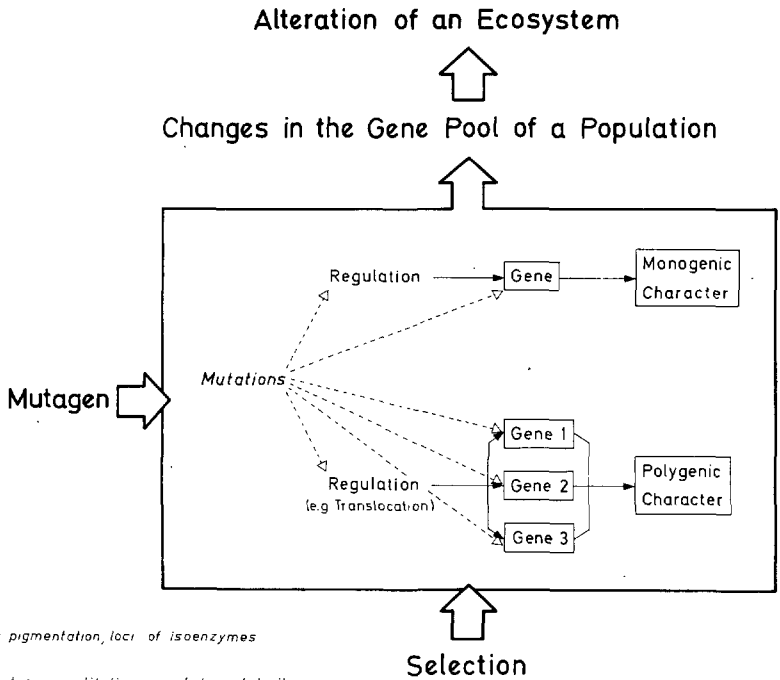 Alteration of an Ecosystem
Changes in the Gene Pool of a Population
Regulation
Gene
Monogenic
Character
Mutations
Mutagen
Gene 1
Regulation
(e.g Translocation)
Gene 2
Polygenic
Character
Gene 3
pigmentation, loci of isoenzymes
Selection